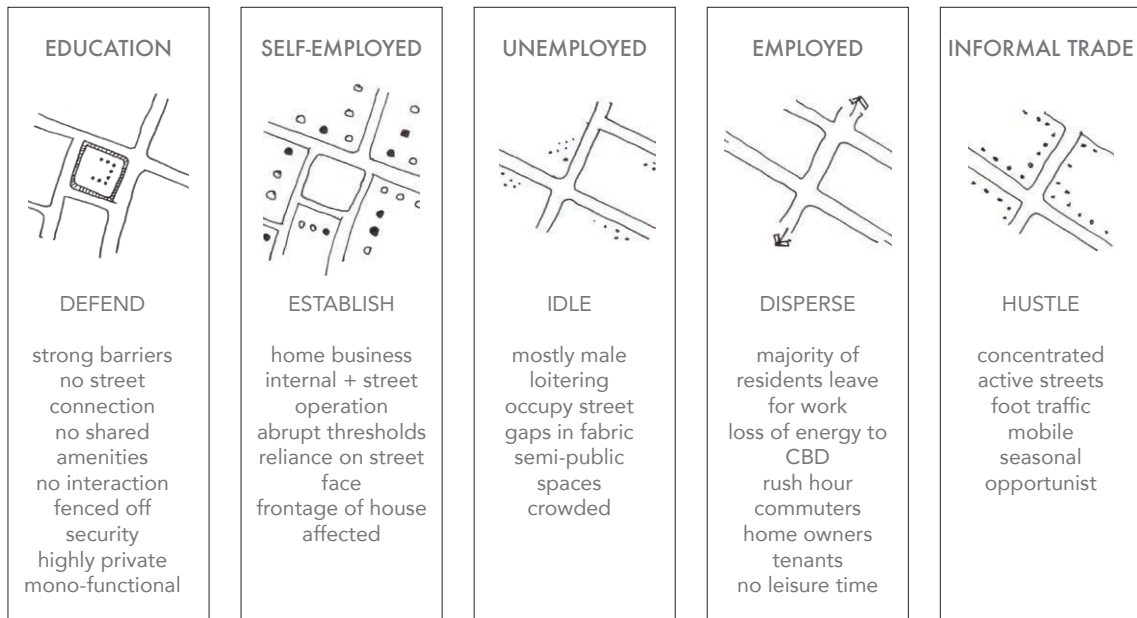 EDUCATION
DEFEND
strong barriers
no street
connection
no shared
amenities
no interaction
fenced off
security
highly private
mono-functional
SELF-EMPLOYED
ESTABLISH
home business
internal + street
operation
abrupt thresholds
reliance on street
face
frontage of house
affected
UNEMPLOYED
IDLE
mostly male
loitering
occupy street
gaps in fabric
semi-public
spaces
crowded
EMPLOYED
DISPERSE
majority of
residents leave
for work
loss of energy to
CBD
rush hour
commuters
home owners
tenants
no leisure time
INFORMAL TRADE
HUSTLE
concentrated
active streets
foot traffic
mobile
seasonal
opportunist